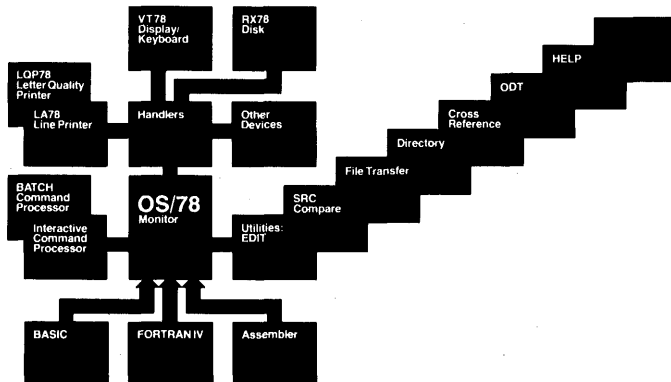 VT78
Display/
Keyboard
RX78
Disk
LQP78
Letter Quality
Printer
LA78
Line Printer
Handlers
Other
Devices
BATCH
Command
Processor
Interactive
Command
Processor
OS/78
Monitor
Utilities:
EDIT
SRC
Compare
File Transfer
Directory
Cross
Reference
ODT
HELP
BASIC
FORTRAN IV
Assembler